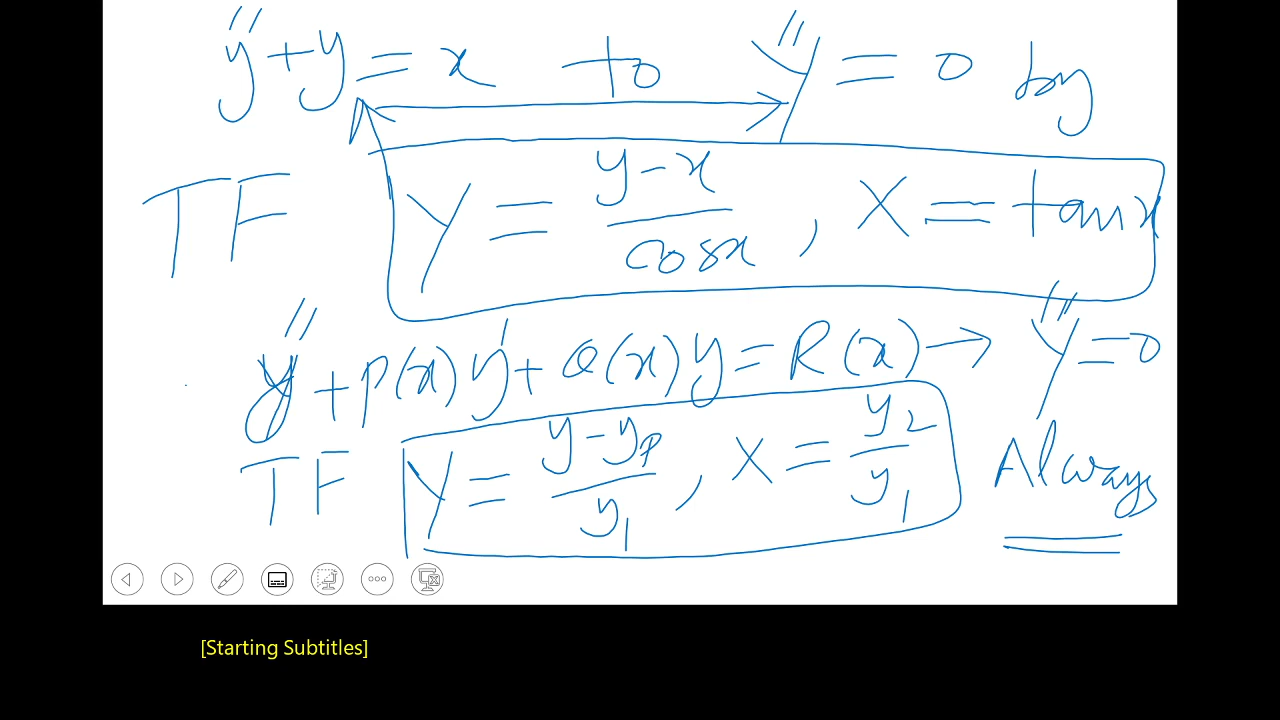 y'' + y = x to Y'' = 0 by
TF Y = (y - x)/cos x , X = tan x
y'' + P(x) y' + Q(x) y = R(x) → Y'' = 0
TF Y = (y - y_p)/y_1 , X = y_2/y_1 Always
[Starting Subtitles]